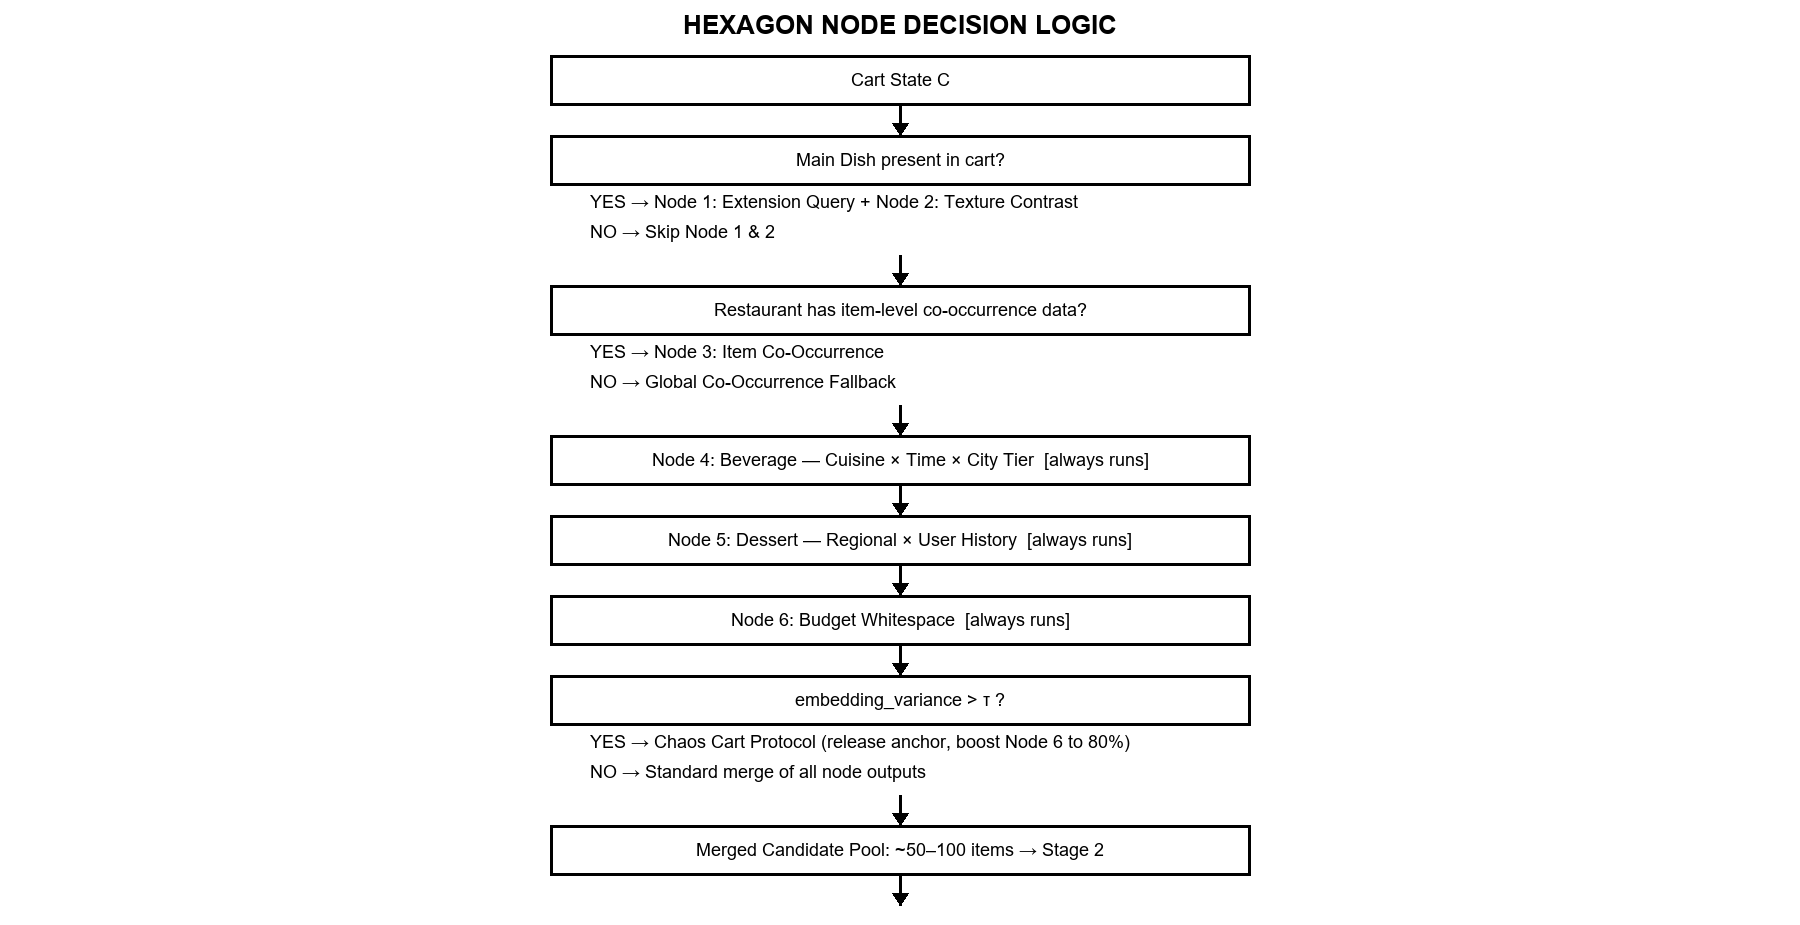 HEXAGON NODE DECISION LOGIC
Cart State C
Main Dish present in cart?
YES → Node 1: Extension Query + Node 2: Texture Contrast
NO → Skip Node 1 & 2
Restaurant has item-level co-occurrence data?
YES → Node 3: Item Co-Occurrence
NO → Global Co-Occurrence Fallback
Node 4: Beverage — Cuisine × Time × City Tier  [always runs]
Node 5: Dessert — Regional × User History  [always runs]
Node 6: Budget Whitespace  [always runs]
embedding_variance > τ ?
YES → Chaos Cart Protocol (release anchor, boost Node 6 to 80%)
NO → Standard merge of all node outputs
Merged Candidate Pool: ~50–100 items → Stage 2